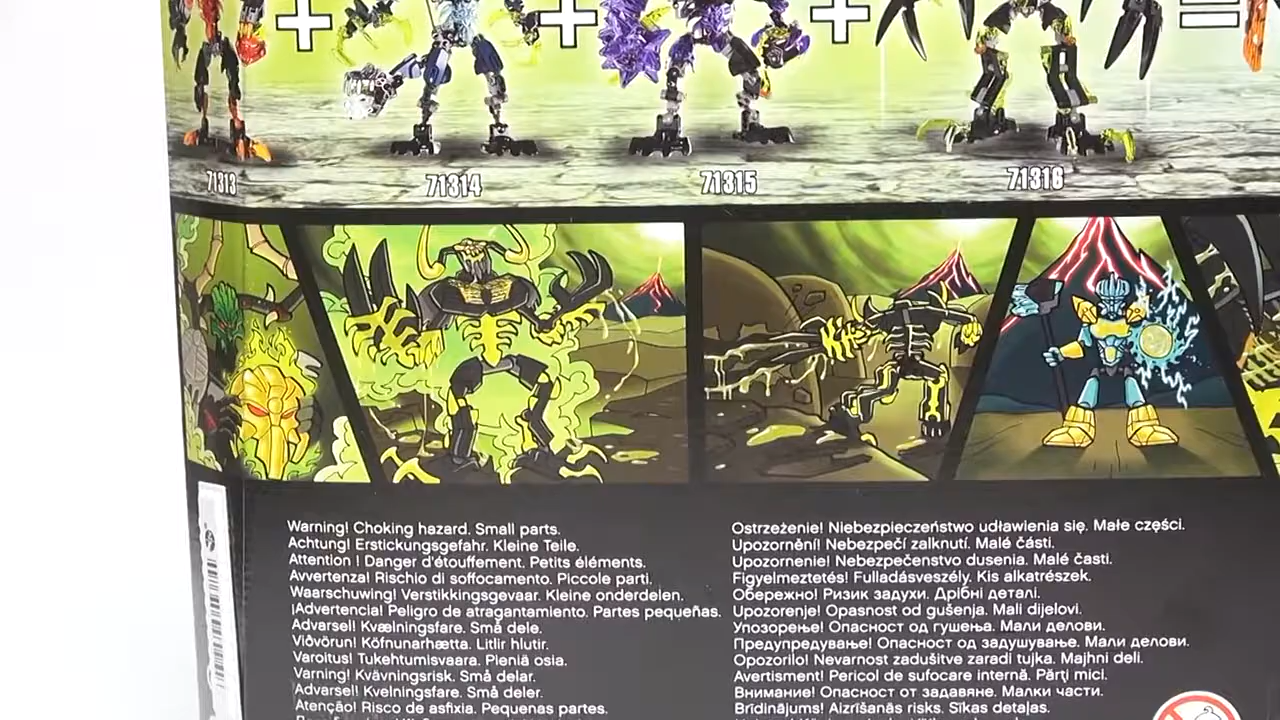 + + + =
71313 71314 71315 71316
Warning! Choking hazard. Small parts.
Achtung! Erstickungsgefahr. Kleine Teile.
Attention ! Danger d'étouffement. Petits éléments.
Avvertenza! Rischio di soffocamento. Piccole parti.
Waarschuwing! Verstikkingsgevaar. Kleine onderdelen.
¡Advertencia! Peligro de atragantamiento. Partes pequeñas.
Advarsel! Kvælningsfare. Små dele.
Viðvörun! Köfnunarhætta. Litlir hlutir.
Varoitus! Tukehtumisvaara. Pieniä osia.
Varning! Kvävningsrisk. Små delar.
Advarsel! Kvelningsfare. Små deler.
Atenção! Risco de asfixia. Pequenas partes.
Ostrzeżenie! Niebezpieczeństwo udławienia się. Małe części.
Upozornění! Nebezpečí zalknutí. Malé části.
Upozornenie! Nebezpečenstvo dusenia. Malé časti.
Figyelmeztetés! Fulladásveszély. Kis alkatrészek.
Обережно! Ризик задухи. Дрібні деталі.
Upozorenje! Opasnost od gušenja. Mali dijelovi.
Упозорење! Опасност од гушења. Мали делови.
Предупредување! Опасност од задушување. Мали делови.
Opozorilo! Nevarnost zadušitve zaradi tujka. Majhni deli.
Avertisment! Pericol de sufocare internă. Părţi mici.
Внимание! Опасност от задавяне. Малки части.
Brīdinājums! Aizrīšanās risks. Sīkas detaļas.